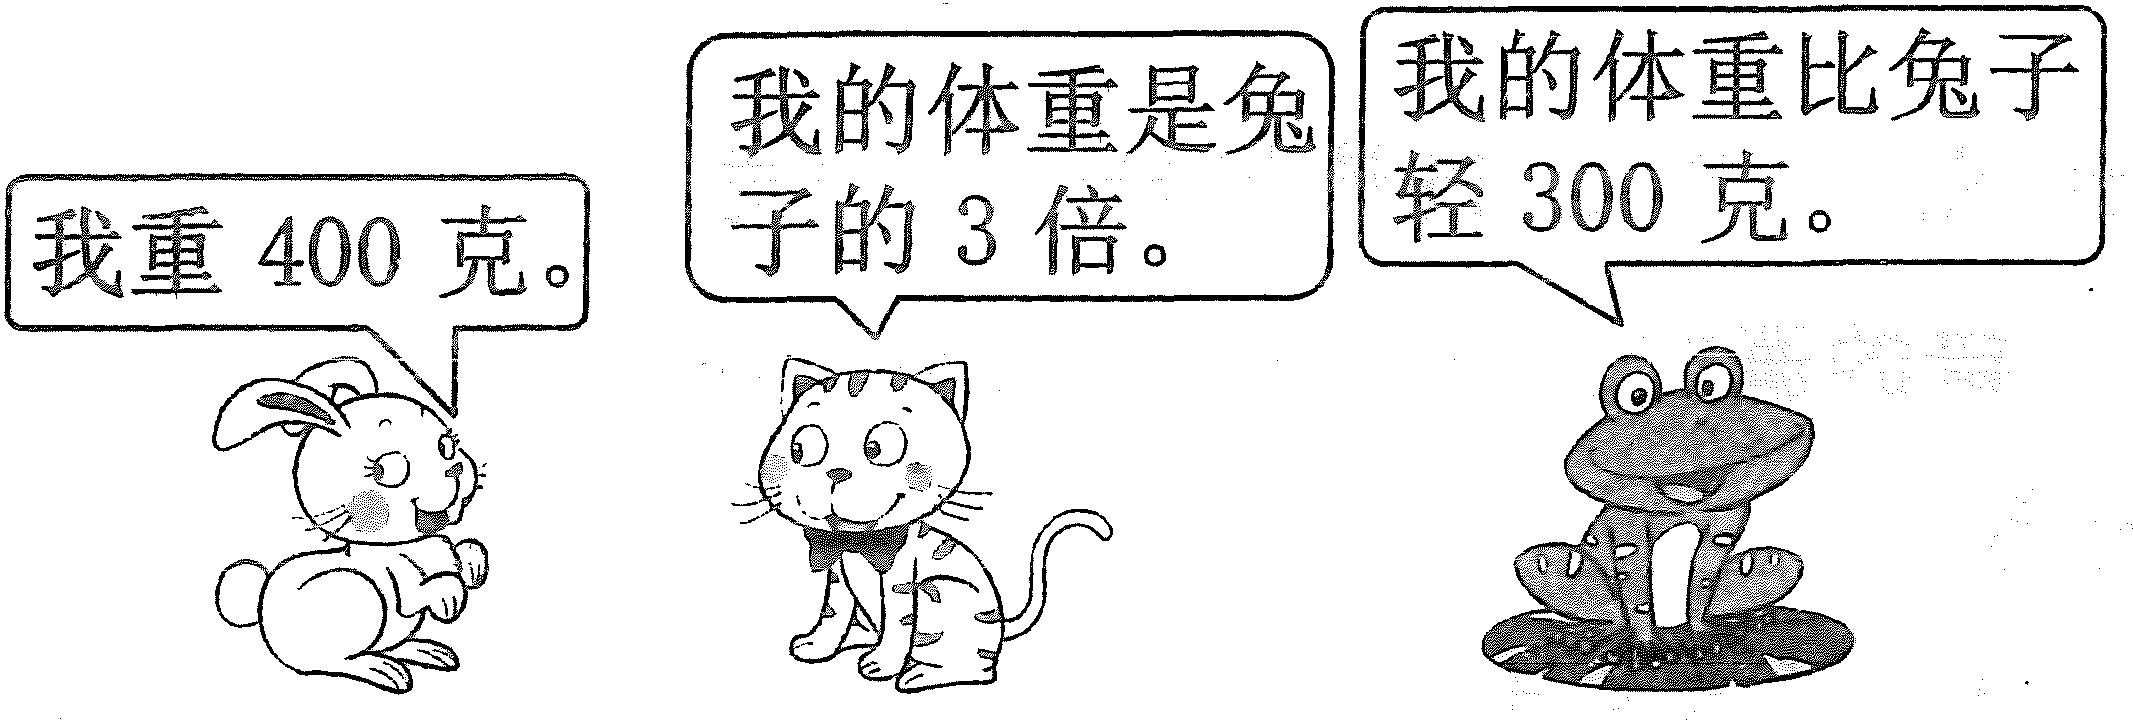 我重 400 克。
我的体重是兔
子的 3 倍。
我的体重比兔子
轻 300 克。